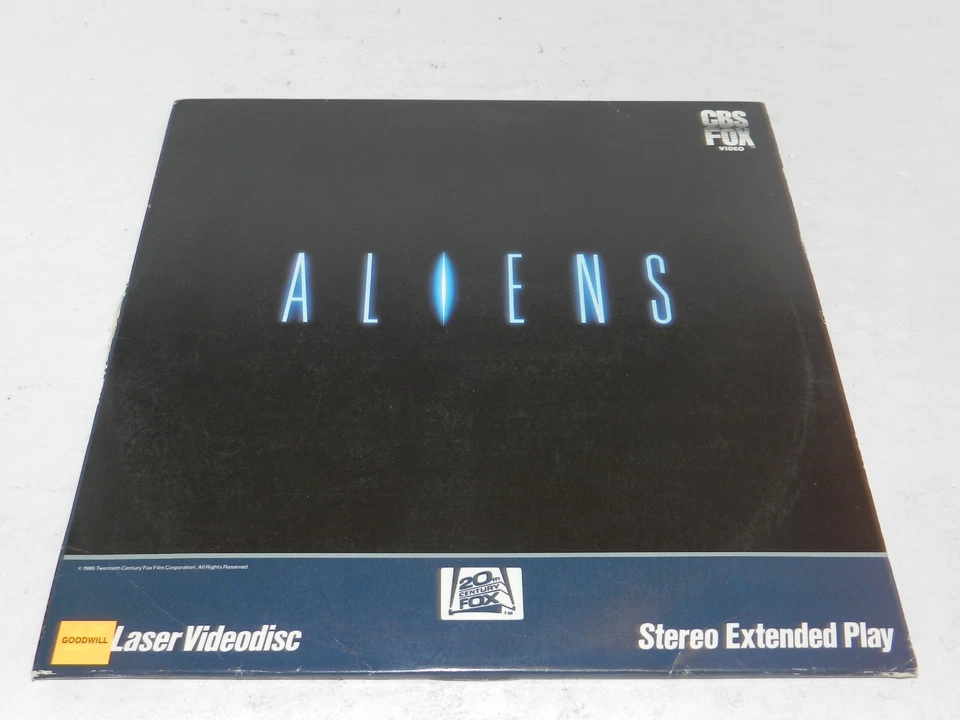 CBS
FOX
VIDEO
ALIENS
© 1986 Twentieth Century Fox Film Corporation. All Rights Reserved.
20TH
CENTURY
FOX
TM
GOODWILL
Laser Videodisc
Stereo Extended Play